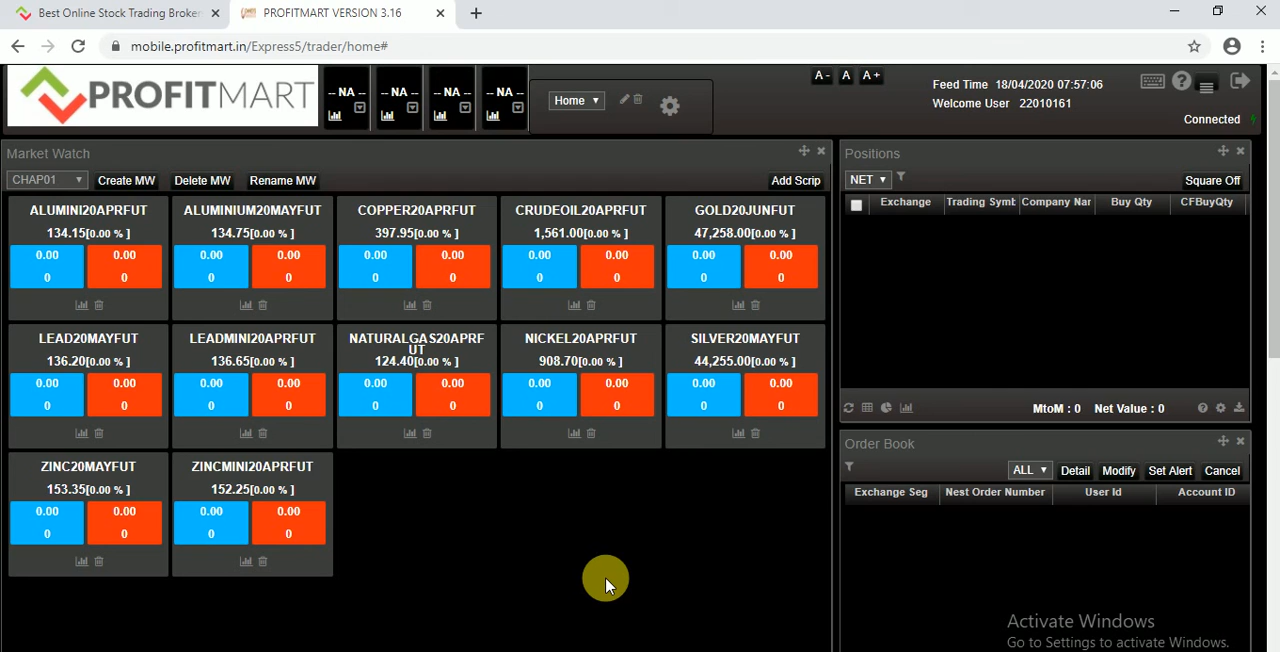 Best Online Stock Trading Broker
PROFITMART VERSION 3.16
mobile.profitmart.in/Express5/trader/home#
PROFITMART
-- NA --
-- NA --
-- NA --
-- NA --
Home
A - A A +
Feed Time 18/04/2020 07:57:06
Welcome User 22010161
Connected
Market Watch
CHAP01 Create MW Delete MW Rename MW Add Scrip
ALUMINI20APRFUT
134.15[0.00 % ]
0.00 0.00
0 0
ALUMINIUM20MAYFUT
134.75[0.00 % ]
0.00 0.00
0 0
COPPER20APRFUT
397.95[0.00 % ]
0.00 0.00
0 0
CRUDEOIL20APRFUT
1,561.00[0.00 % ]
0.00 0.00
0 0
GOLD20JUNFUT
47,258.00[0.00 % ]
0.00 0.00
0 0
LEAD20MAYFUT
136.20[0.00 % ]
0.00 0.00
0 0
LEADMINI20APRFUT
136.65[0.00 % ]
0.00 0.00
0 0
NATURALGAS20APRF
UT
124.40[0.00 % ]
0.00 0.00
0 0
NICKEL20APRFUT
908.70[0.00 % ]
0.00 0.00
0 0
SILVER20MAYFUT
44,255.00[0.00 % ]
0.00 0.00
0 0
ZINC20MAYFUT
153.35[0.00 % ]
0.00 0.00
0 0
ZINCMINI20APRFUT
152.25[0.00 % ]
0.00 0.00
0 0
Positions
NET Square Off
Exchange Trading Symb Company Nar Buy Qty CFBuyQty
MtoM : 0 Net Value : 0
Order Book
ALL Detail Modify Set Alert Cancel
Exchange Seg Nest Order Number User Id Account ID
Activate Windows
Go to Settings to activate Windows.